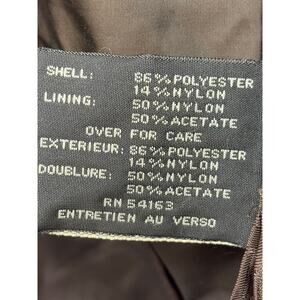 SHELL: 86% POLYESTER
14% NYLON
LINING: 50% NYLON
50% ACETATE
OVER FOR CARE
EXTERIEUR: 86% POLYESTER
14% NYLON
DOUBLURE: 50% NYLON
50% ACETATE
RN 54163
ENTRETIEN AU VERSO